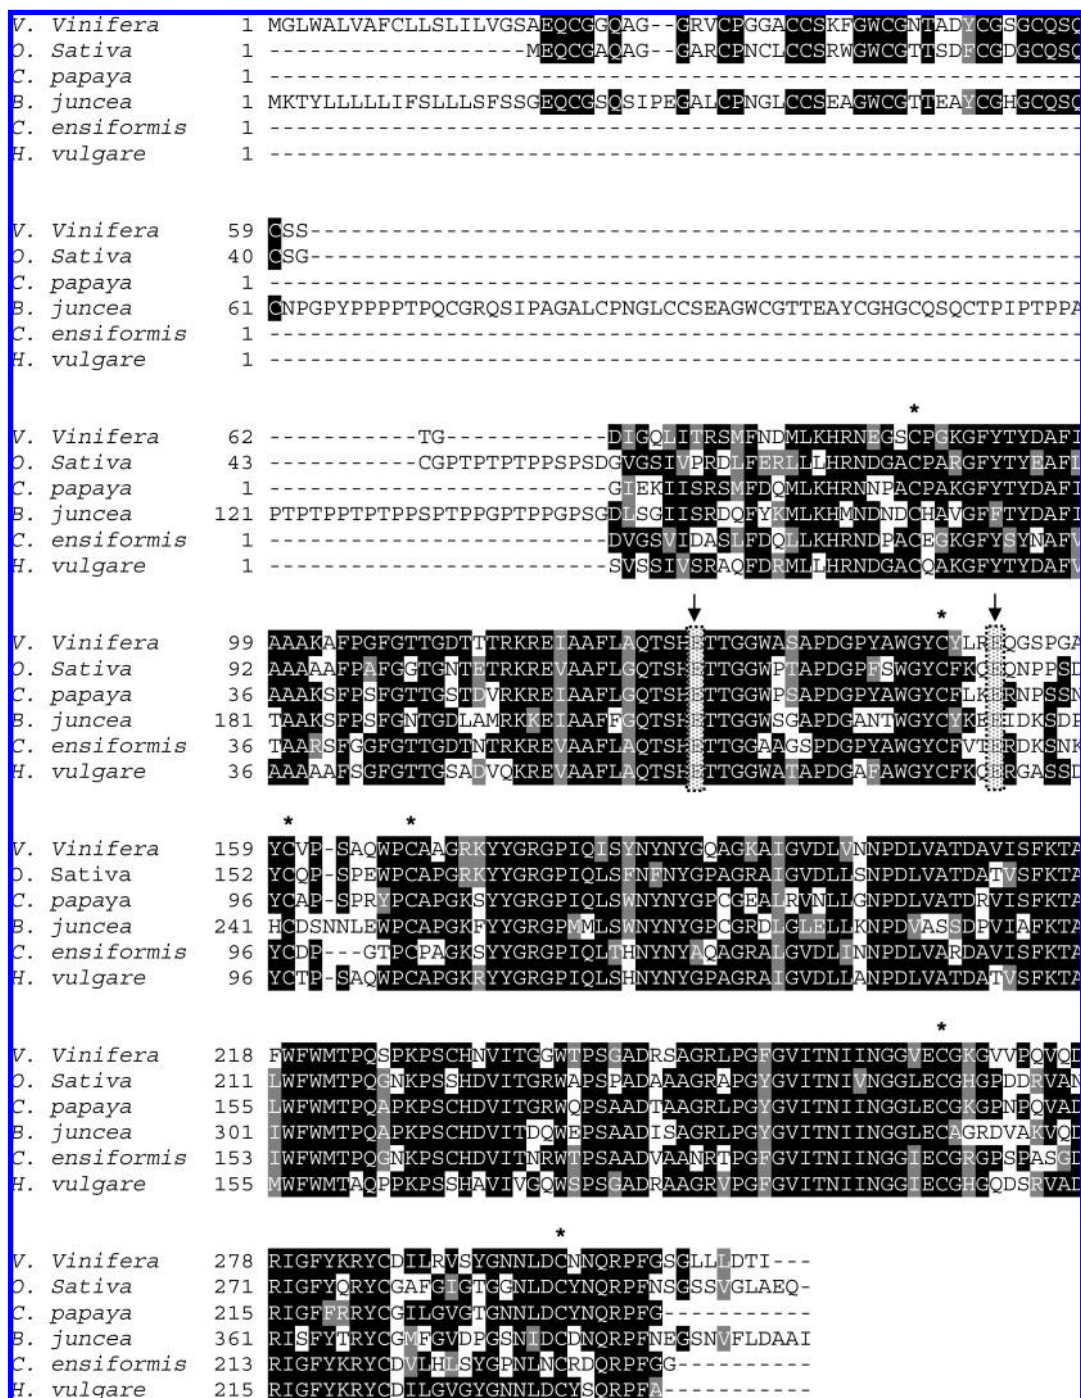 V. Vinifera 1 MGLWALVAFCLLSLILVGSAEQCGGQAG--GRVCPGGACCSKFGWCGNTADYCGSGCQSQ
O. Sativa 1 -------------------MEQCGAQAG--GARCPNCLCCSRWGWCGTTSDFCGDGCQSQ
C. papaya 1 ------------------------------------------------------------
B. juncea 1 MKTYLLLLLIFSLLLSFSSGEQCGSQSIPEGALCPNGLCCSEAGWCGTTEAYCGHGCQSQ
C. ensiformis 1 ------------------------------------------------------------
H. vulgare 1 ------------------------------------------------------------
V. Vinifera 59 CSS---------------------------------------------------------
O. Sativa 40 CSG---------------------------------------------------------
C. papaya 1 ------------------------------------------------------------
B. juncea 61 CNPGPYPPPPTPQCGRQSIPAGALCPNGLCCSEAGWCGTTEAYCGHGCQSQCTPIPTPPA
C. ensiformis 1 ------------------------------------------------------------
H. vulgare 1 ------------------------------------------------------------
*
V. Vinifera 62 -----------TG------------DIGQLITRSMFNDMLKHRNEGSCPGKGFYTYDAFI
O. Sativa 43 -----------CGPTPTPTPPSPSDGVGSIVPRDLFERLLLHRNDGACPARGFYTYEAFL
C. papaya 1 -------------------------GIEKIISRSMFDQMLKHRNNPACPAKGFYTYDAFI
B. juncea 121 PTPTPPTPTPPSPTPPGPTPPGPSGDLSGIISRDQFYKMLKHMNDNDCHAVGFFTYDAFI
C. ensiformis 1 -------------------------DVGSVIDASLFDQLLKHRNDPACEGKGFYSYNAFV
H. vulgare 1 -------------------------SVSSIVSRAQFDRMLLHRNDGACQAKGFYTYDAFV
*
V. Vinifera 99 AAAKAFPGFGTTGDTTTRKREIAAFLAQTSHETTGGWASAPDGPYAWGYCYLREQGSPGA
O. Sativa 92 AAAAAFPAFGGTGNTETRKREVAAFLGQTSHETTGGWPTAPDGPFSWGYCFKQEQNPPSD
C. papaya 36 AAAKSFPSFGTTGSTDVRKREIAAFLGQTSHETTGGWPSAPDGPYAWGYCFLKERNPSSN
B. juncea 181 TAAKSFPSFGNTGDLAMRKKEIAAFFGQTSHETTGGWSGAPDGANTWGYCYKEEIDKSDP
C. ensiformis 36 TAARSFGGFGTTGDTNTRKREVAAFLAQTSHETTGGAAGSPDGPYAWGYCFVTERDKSNK
H. vulgare 36 AAAAAFSGFGTTGSADVQKREVAAFLAQTSHETTGGWATAPDGAFAWGYCFKQERGASSD
* *
V. Vinifera 159 YCVP-SAQWPCAAGRKYYGRGPIQISYNYNYGQAGKAIGVDLVNNPDLVATDAVISFKTA
O. Sativa 152 YCQP-SPEWPCAPGRKYYGRGPIQLSFNFNYGPAGRAIGVDLLSNPDLVATDATVSFKTA
C. papaya 96 YCAP-SPRYPCAPGKSYYGRGPIQLSWNYNYGPCGEALRVNLLGNPDLVATDRVISFKTA
B. juncea 241 HCDSNNLEWPCAPGKFYYGRGPMMLSWNYNYGPCGRDLGLELLKNPDVASSDPVIAFKTA
C. ensiformis 96 YCDP---GTPCPAGKSYYGRGPIQLTHNYNYAQAGRALGVDLINNPDLVARDAVISFKTA
H. vulgare 96 YCTP-SAQWPCAPGKRYYGRGPIQLSHNYNYGPAGRAIGVDLLANPDLVATDATVSFKTA
*
V. Vinifera 218 FWFWMTPQSPKPSCHNVITGGWTPSGADRSAGRLPGFGVITNIINGGVECGKGVVPQVQD
O. Sativa 211 LWFWMTPQGNKPSSHDVITGRWAPSPADAAAGRAPGYGVITNIVNGGLECGHGPDDRVAN
C. papaya 155 LWFWMTPQAPKPSCHDVITGRWQPSAADTAAGRLPGYGVITNIINGGLECGKGPNPQVAD
B. juncea 301 IWFWMTPQAPKPSCHDVITDQWEPSAADISAGRLPGYGVITNIINGGLECAGRDVAKVQD
C. ensiformis 153 IWFWMTPQGNKPSCHDVITNRWTPSAADVAANRTPGFGVITNIINGGIECGRGPSPASGD
H. vulgare 155 MWFWMTAQPPKPSSHAVIVGQWSPSGADRAAGRVPGFGVITNIINGGIECGHGQDSRVAD
*
V. Vinifera 278 RIGFYKRYCDILRVSYGNNLDCNNQRPFGSGLLLDTI---
O. Sativa 271 RIGFYQRYCGAFGIGTGGNLDCYNQRPFNSGSSVGLAEQ-
C. papaya 215 RIGFFRRYCGILGVGTGNNLDCYNQRPFG-----------
B. juncea 361 RISFYTRYCGMFGVDPGSNIDCDNQRPFNEGSNVFLDAAI
C. ensiformis 213 RIGFYKRYCDVLHLSYGPNLNCRDQRPFGG----------
H. vulgare 215 RIGFYKRYCDILGVGYGNNLDCYSQRPFA-----------